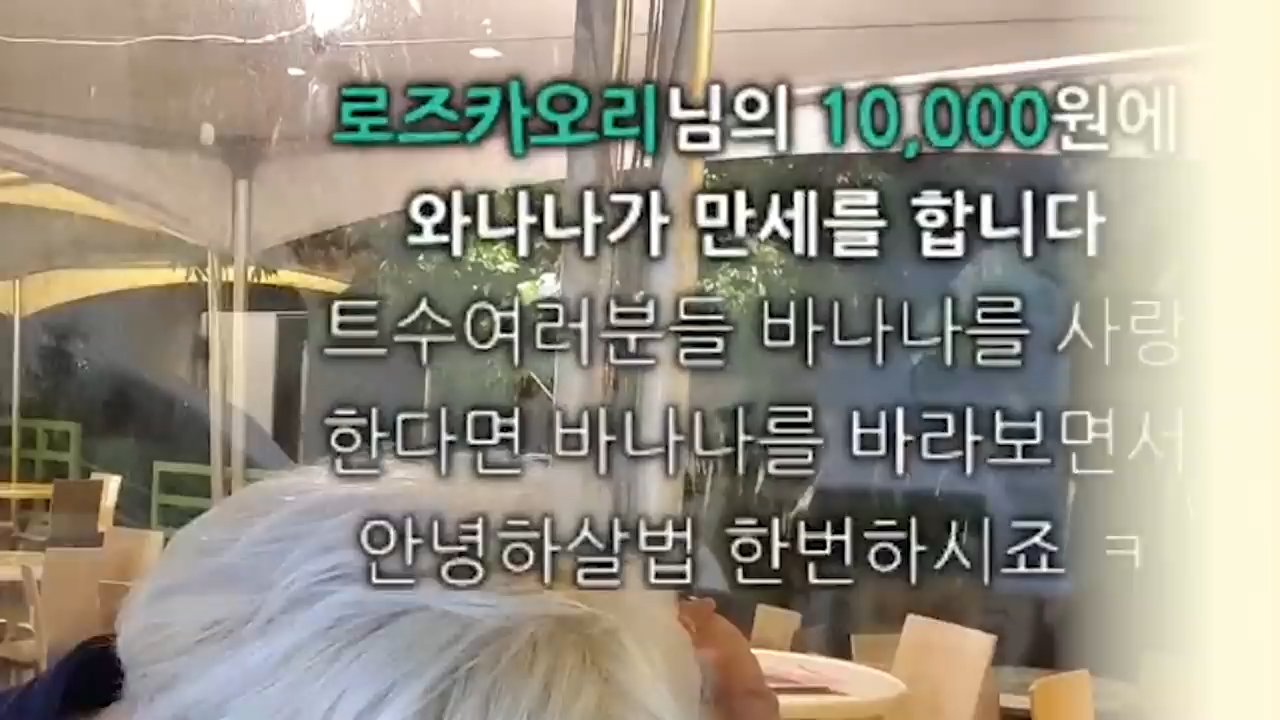 로즈카오리님의 10,000원에
와나나가 만세를 합니다
트수여러분들 바나나를 사랑
한다면 바나나를 바라보면서
안녕하살법 한번하시죠 ㅋ